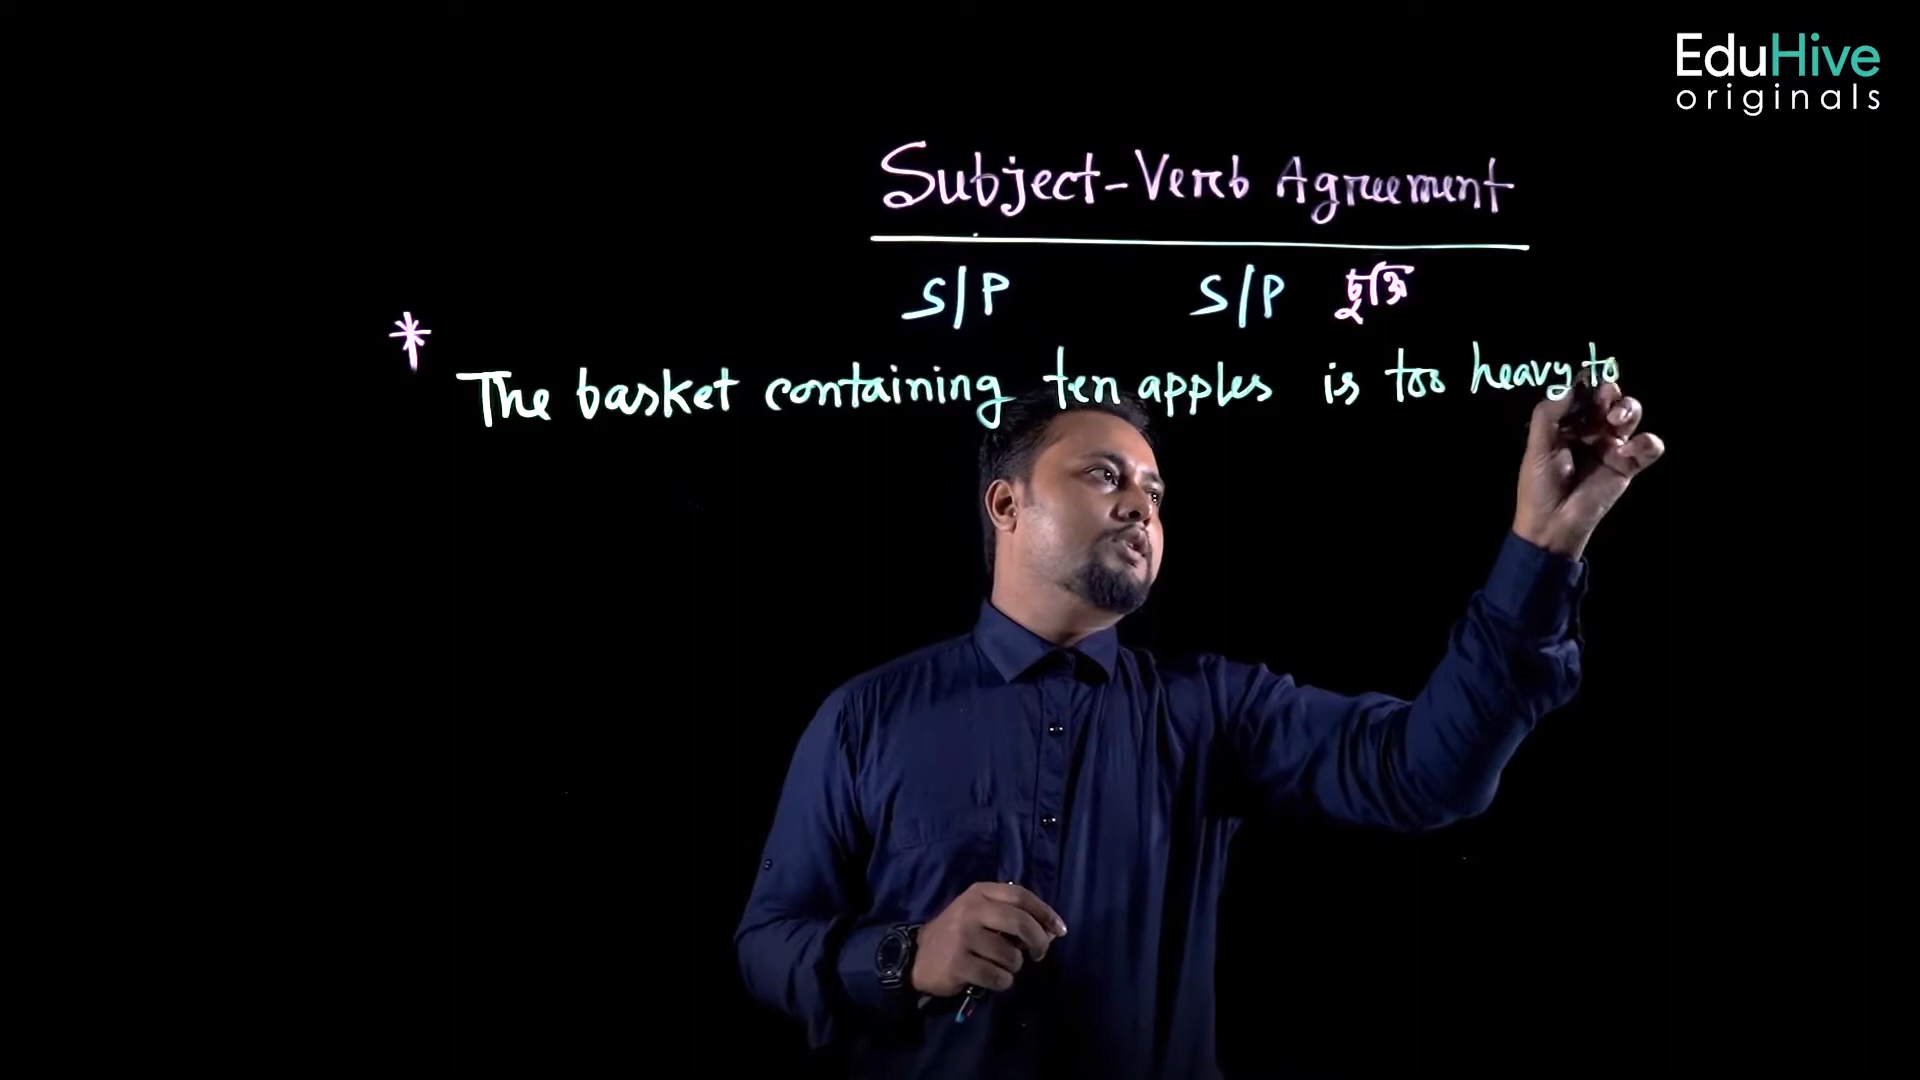 EduHive
originals
Subject-Verb Agreement
S/P S/P চুক্তি
* The basket containing ten apples is too heavy to